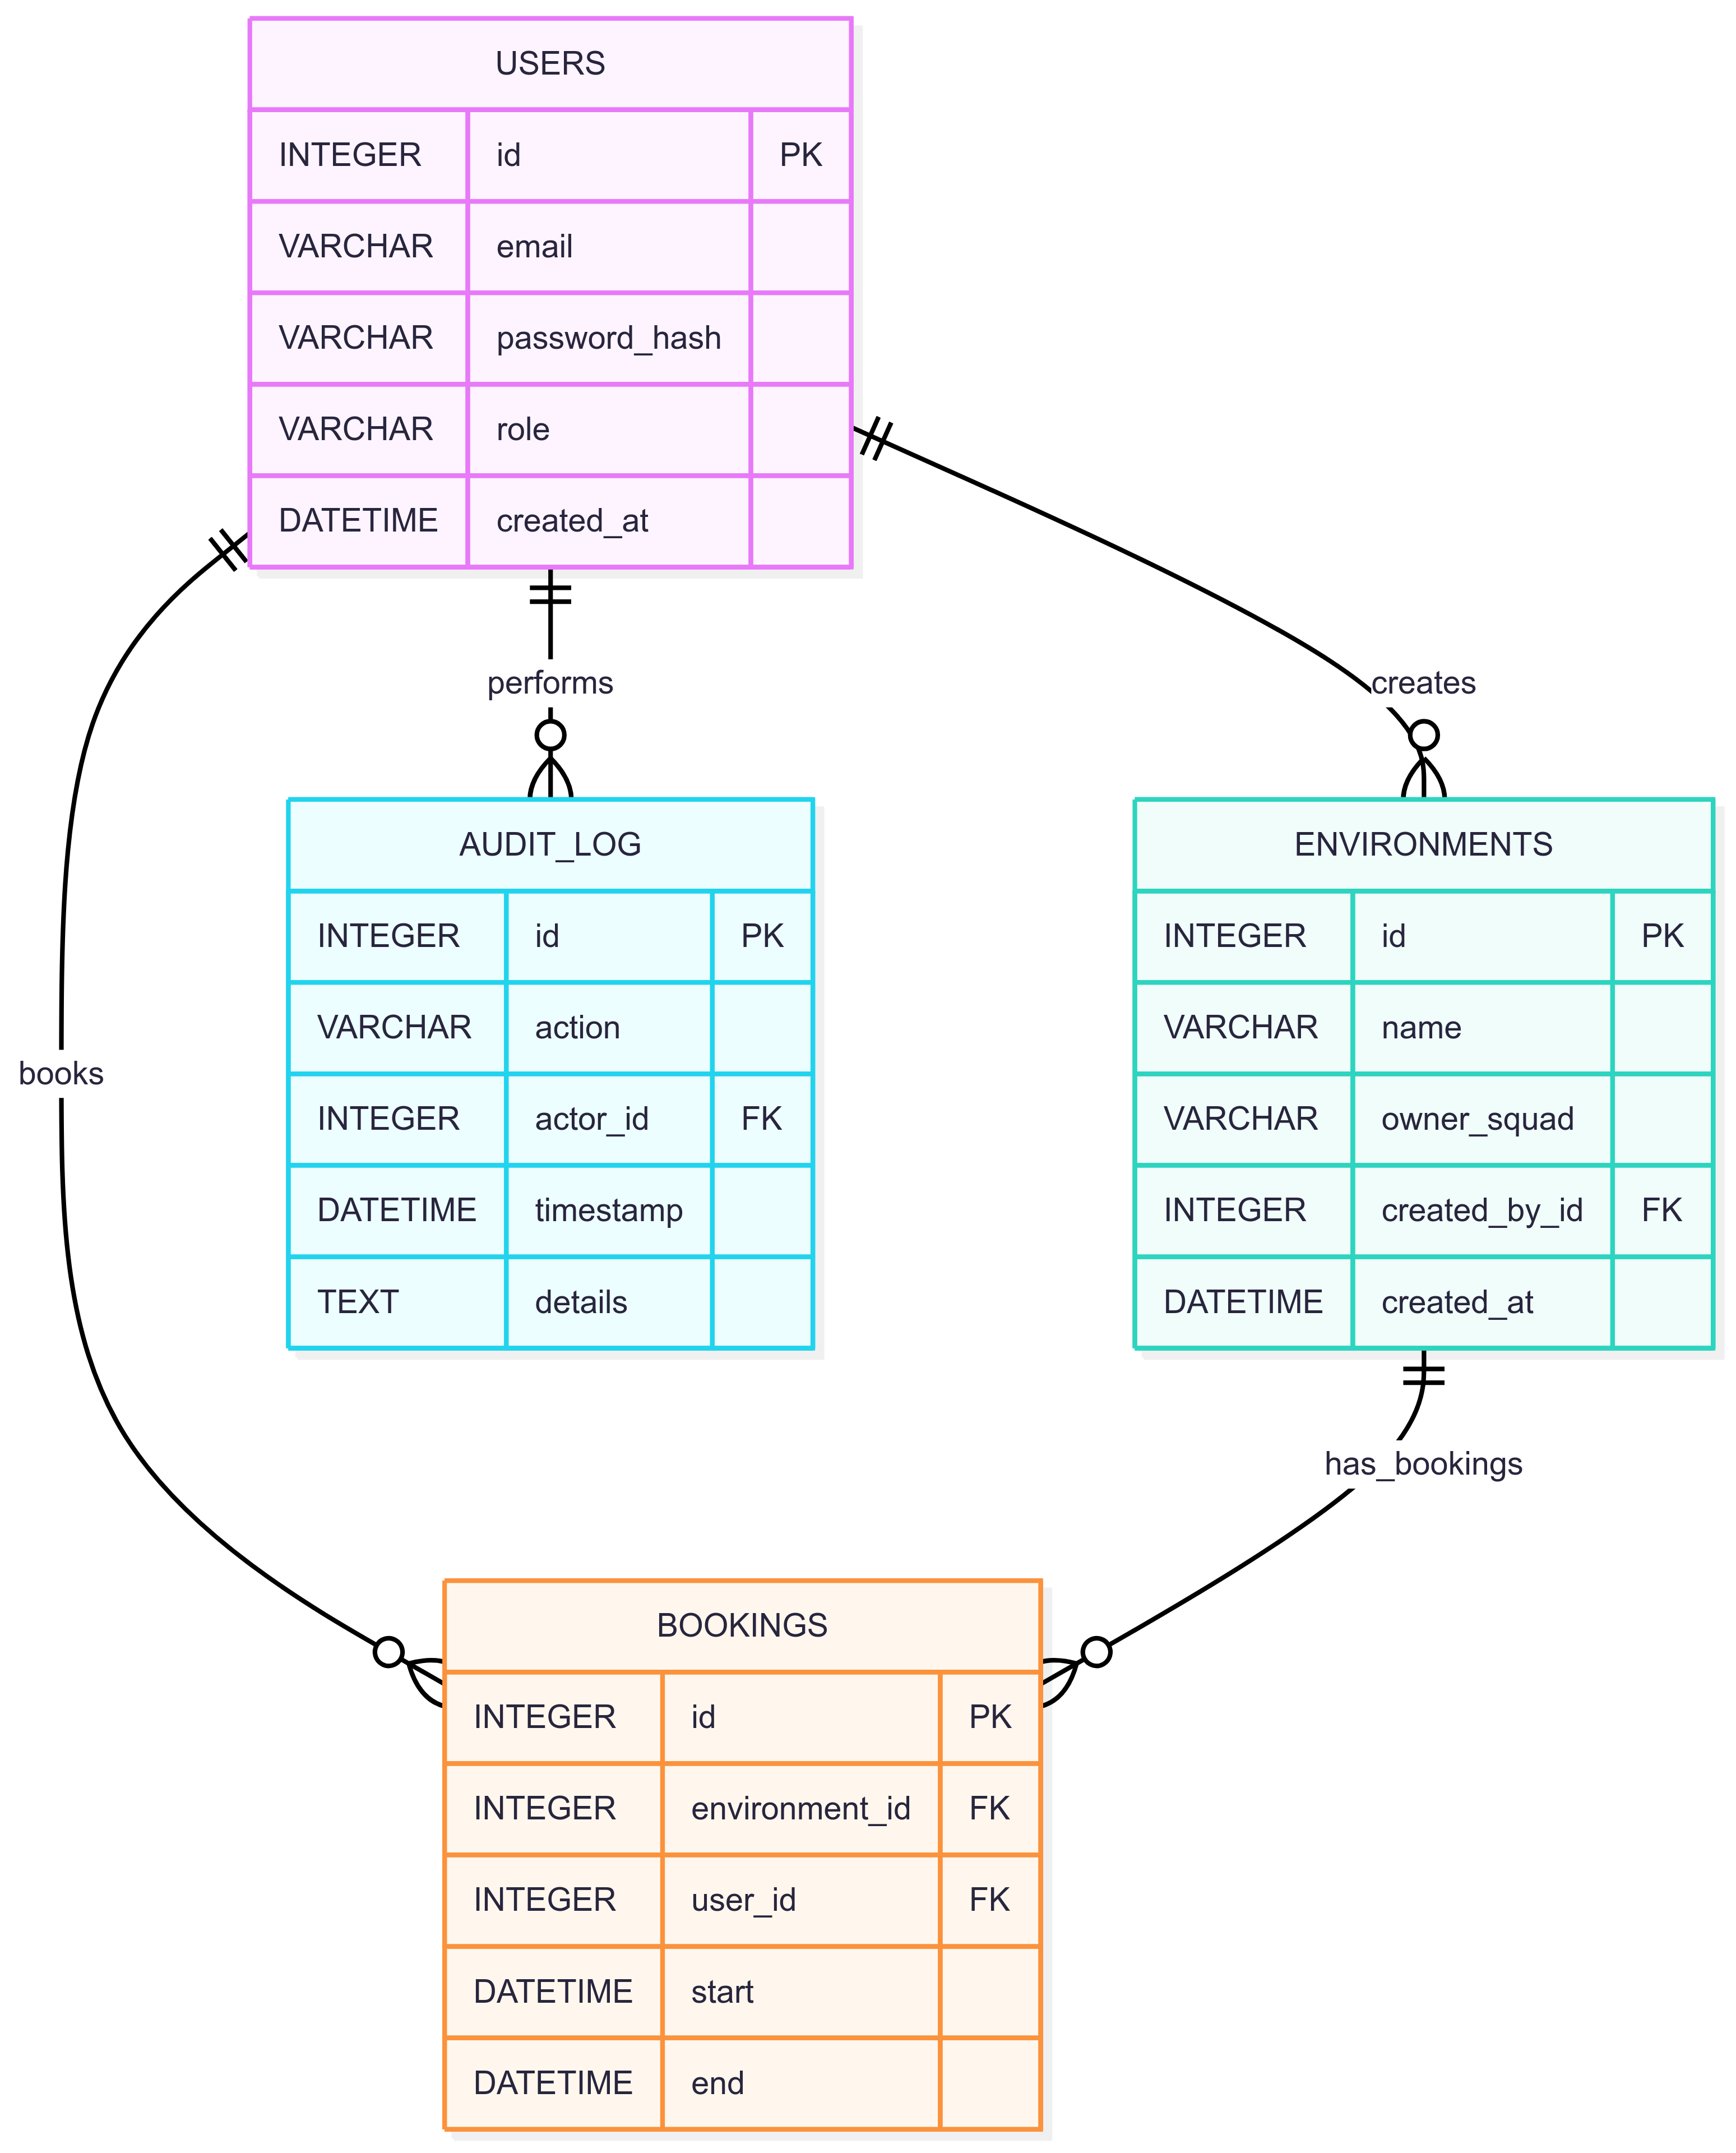 USERS
INTEGER id PK
VARCHAR email
VARCHAR password_hash
VARCHAR role
DATETIME created_at
performs
creates
AUDIT_LOG
INTEGER id PK
VARCHAR action
INTEGER actor_id FK
DATETIME timestamp
TEXT details
ENVIRONMENTS
INTEGER id PK
VARCHAR name
VARCHAR owner_squad
INTEGER created_by_id FK
DATETIME created_at
books
has_bookings
BOOKINGS
INTEGER id PK
INTEGER environment_id FK
INTEGER user_id FK
DATETIME start
DATETIME end